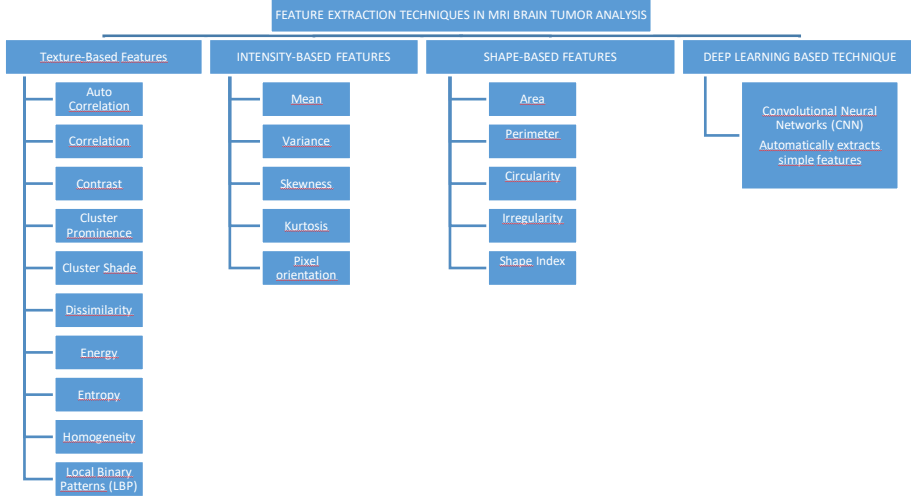 FEATURE EXTRACTION TECHNIQUES IN MRI BRAIN TUMOR ANALYSIS
Texture-Based Features
Auto
Correlation
Correlation
Contrast
Cluster
Prominence
Cluster Shade
Dissimilarity
Energy
Entropy
Homogeneity
Local Binary
Patterns (LBP)
INTENSITY-BASED FEATURES
Mean
Variance
Skewness
Kurtosis
Pixel
orientation
SHAPE-BASED FEATURES
Area
Perimeter
Circularity
Irregularity
Shape Index
DEEP LEARNING BASED TECHNIQUE
Convolutional Neural
Networks (CNN)
Automatically extracts
simple features